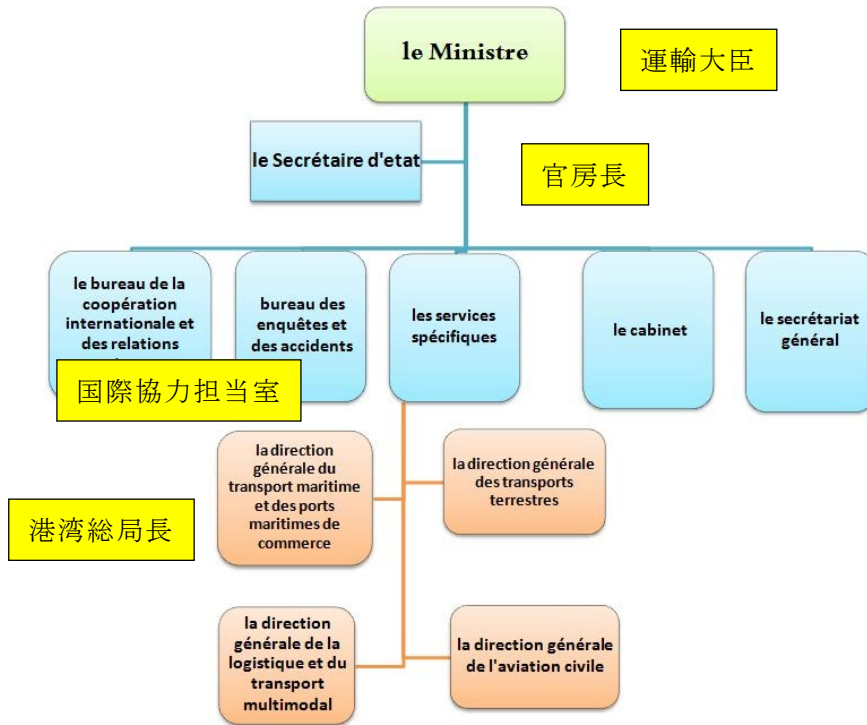 le Ministre
運輸大臣
le Secrétaire d'etat
官房長
le bureau de la
coopération
internationale et
des relations
bureau des
enquêtes et
des accidents
les services
spécifiques
le cabinet
le secrétariat
général
国際協力担当室
la direction
générale du
transport maritime
et des ports
maritimes de
commerce
la direction générale
des transports
terrestres
港湾総局長
la direction
générale de la
logistique et du
transport
multimodal
la direction générale
de l'aviation civile